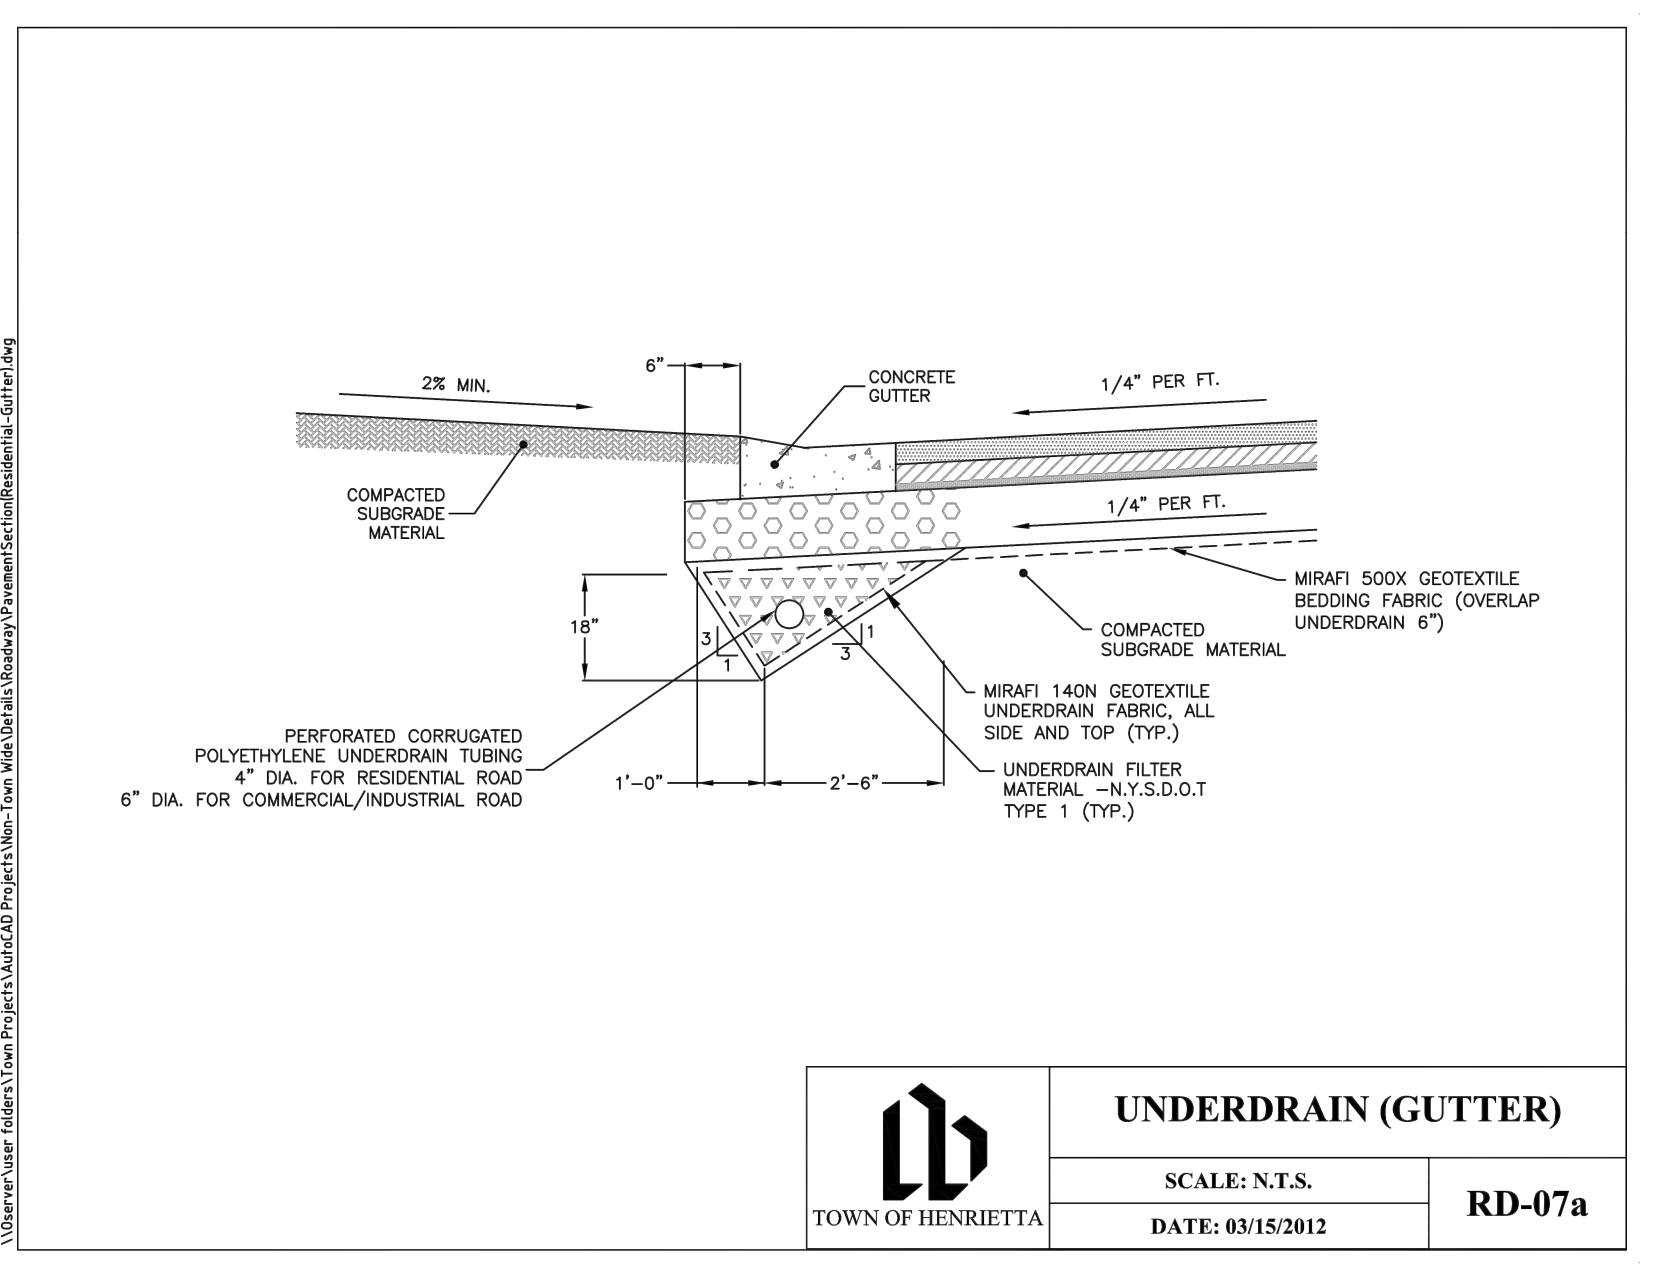 \\0server\user folders\Town Projects\AutoCAD Projects\Non-Town Wide\Details\Roadway\PavementSection(Residential-Gutter).dwg
6"
2% MIN.
CONCRETE
GUTTER
1/4" PER FT.
COMPACTED
SUBGRADE
MATERIAL
1/4" PER FT.
MIRAFI 500X GEOTEXTILE
BEDDING FABRIC (OVERLAP
UNDERDRAIN 6")
18"
3
1
1
3
COMPACTED
SUBGRADE MATERIAL
MIRAFI 140N GEOTEXTILE
UNDERDRAIN FABRIC, ALL
SIDE AND TOP (TYP.)
PERFORATED CORRUGATED
POLYETHYLENE UNDERDRAIN TUBING
4" DIA. FOR RESIDENTIAL ROAD
6" DIA. FOR COMMERCIAL/INDUSTRIAL ROAD
1'-0"
2'-6"
UNDERDRAIN FILTER
MATERIAL -N.Y.S.D.O.T
TYPE 1 (TYP.)
TOWN OF HENRIETTA
UNDERDRAIN (GUTTER)
SCALE: N.T.S.
DATE: 03/15/2012
RD-07a